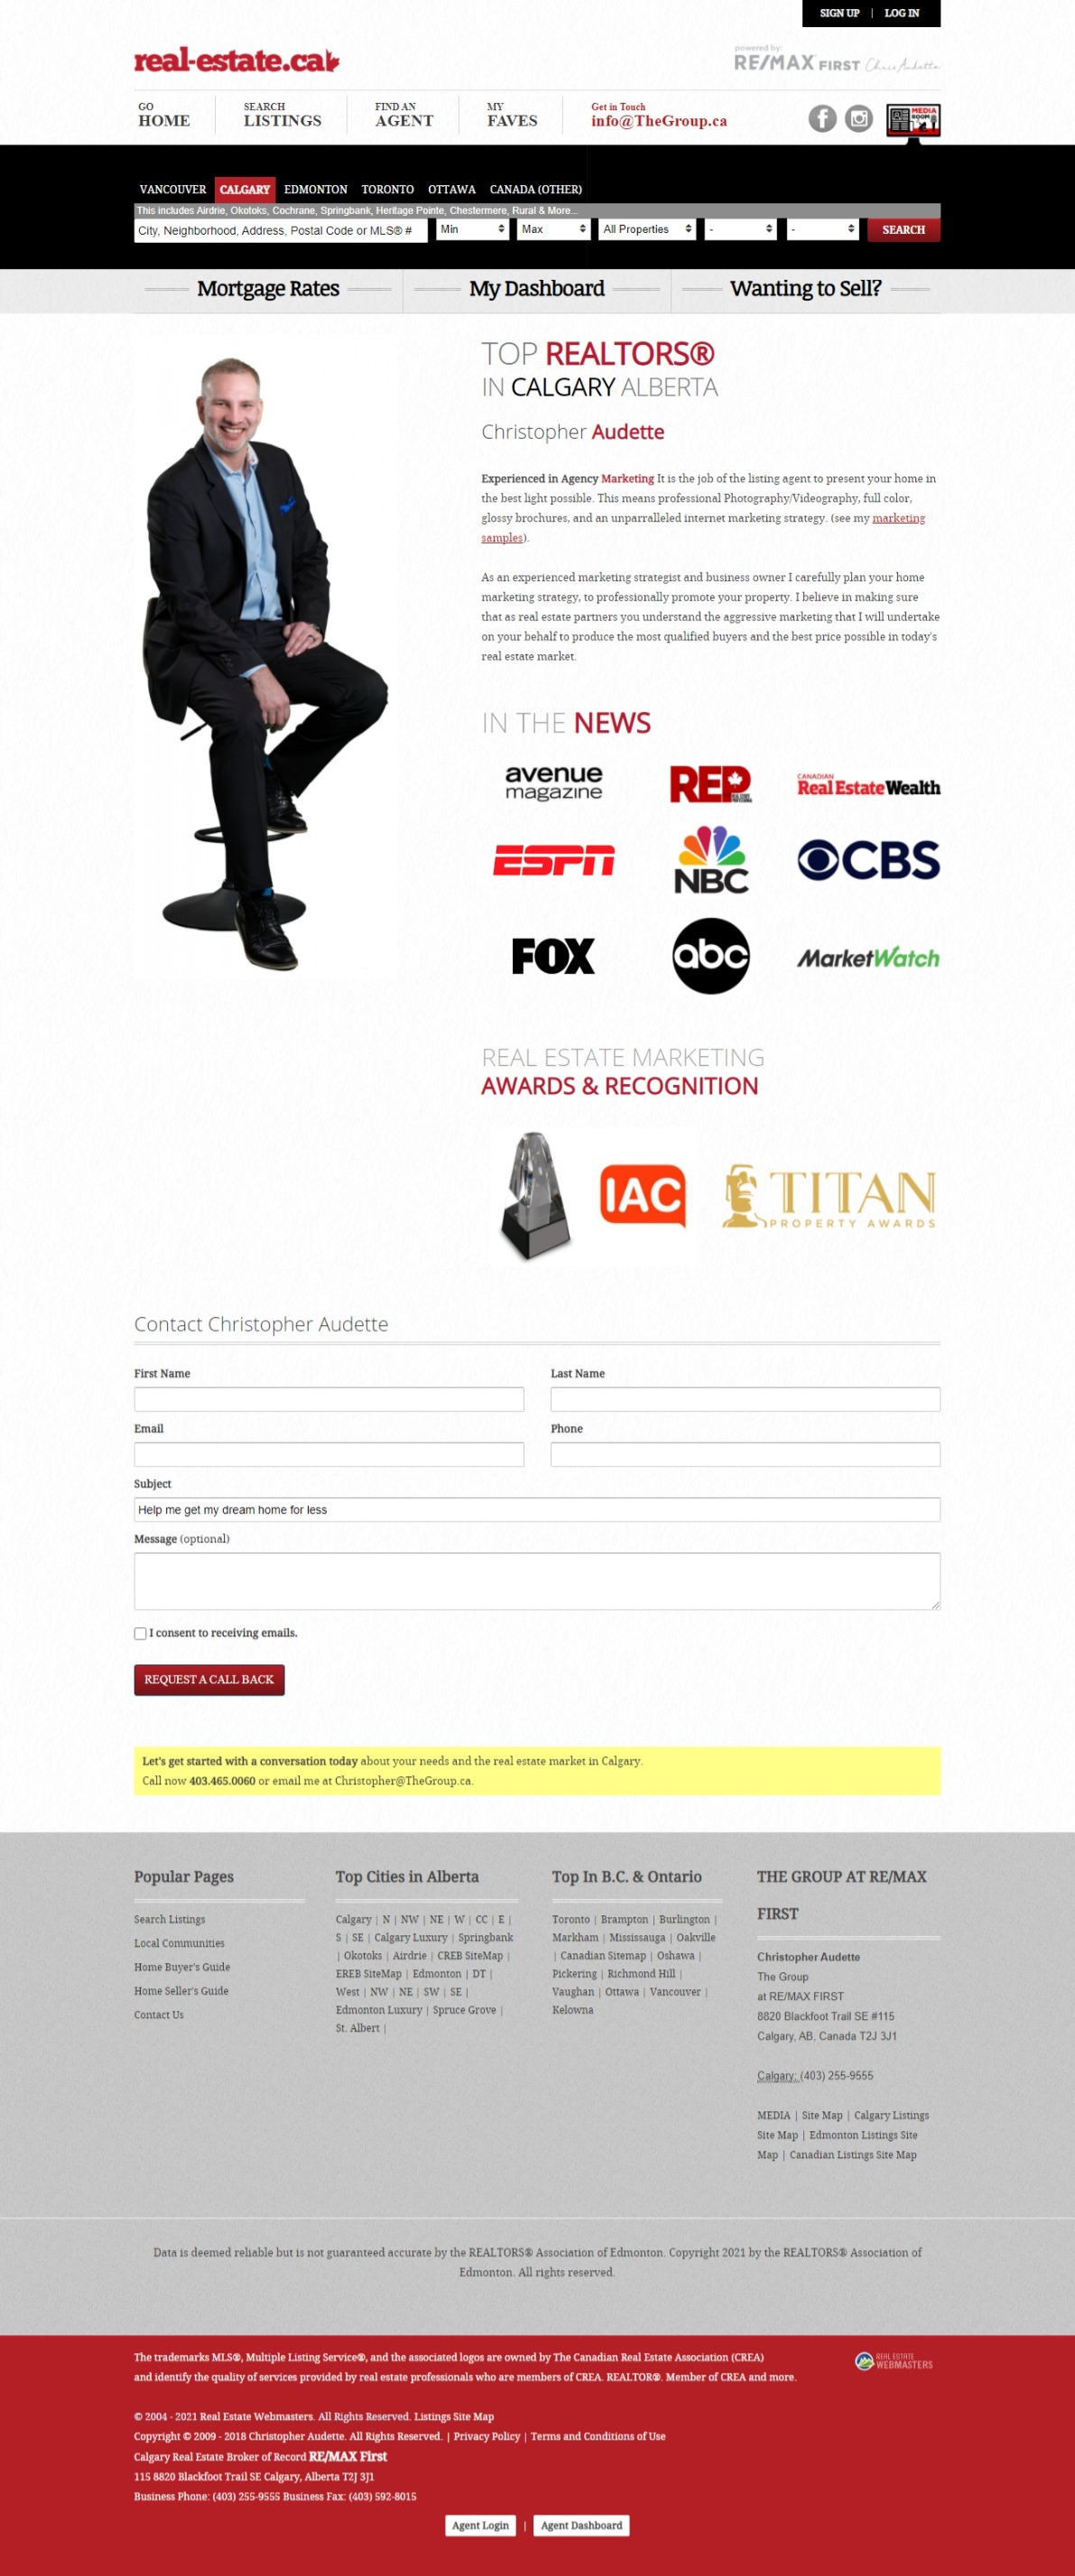 SIGN UP | LOG IN
real-estate.ca
powered by:
RE/MAX FIRST Chris Audette
GO
HOME
SEARCH
LISTINGS
FIND AN
AGENT
MY
FAVES
Get in Touch
info@TheGroup.ca
MEDIA
ROOM
VANCOUVER CALGARY EDMONTON TORONTO OTTAWA CANADA (OTHER)
This includes Airdrie, Okotoks, Cochrane, Springbank, Heritage Pointe, Chestermere, Rural & More...
City, Neighborhood, Address, Postal Code or MLS® # Min Max All Properties - - SEARCH
Mortgage Rates My Dashboard Wanting to Sell?
TOP REALTORS®
IN CALGARY ALBERTA
Christopher Audette
Experienced in Agency Marketing It is the job of the listing agent to present your home in
the best light possible. This means professional Photography/Videography, full color,
glossy brochures, and an unparralleled internet marketing strategy. (see my marketing
samples).
As an experienced marketing strategist and business owner I carefully plan your home
marketing strategy, to professionally promote your property. I believe in making sure
that as real estate partners you understand the aggressive marketing that I will undertake
on your behalf to produce the most qualified buyers and the best price possible in today's
real estate market.
IN THE NEWS
avenue
magazine
REP
REAL ESTATE PROFESSIONAL
CANADIAN
Real Estate Wealth
ESPN
NBC
CBS
FOX
abc
MarketWatch
REAL ESTATE MARKETING
AWARDS & RECOGNITION
IAC
TITAN
PROPERTY AWARDS
Contact Christopher Audette
First Name
Last Name
Email
Phone
Subject
Help me get my dream home for less
Message (optional)
I consent to receiving emails.
REQUEST A CALL BACK
Let's get started with a conversation today about your needs and the real estate market in Calgary.
Call now 403.465.0060 or email me at Christopher@TheGroup.ca.
Popular Pages
Search Listings
Local Communities
Home Buyer's Guide
Home Seller's Guide
Contact Us
Top Cities in Alberta
Calgary | N | NW | NE | W | CC | E |
S | SE | Calgary Luxury | Springbank
| Okotoks | Airdrie | CREB SiteMap |
EREB SiteMap | Edmonton | DT |
West | NW | NE | SW | SE |
Edmonton Luxury | Spruce Grove |
St. Albert |
Top In B.C. & Ontario
Toronto | Brampton | Burlington |
Markham | Mississauga | Oakville
| Canadian Sitemap | Oshawa |
Pickering | Richmond Hill |
Vaughan | Ottawa | Vancouver |
Kelowna
THE GROUP AT RE/MAX
FIRST
Christopher Audette
The Group
at RE/MAX FIRST
8820 Blackfoot Trail SE #115
Calgary, AB, Canada T2J 3J1
Calgary: (403) 255-9555
MEDIA | Site Map | Calgary Listings
Site Map | Edmonton Listings Site
Map | Canadian Listings Site Map
Data is deemed reliable but is not guaranteed accurate by the REALTORS® Association of Edmonton. Copyright 2021 by the REALTORS® Association of
Edmonton. All rights reserved.
The trademarks MLS®, Multiple Listing Service®, and the associated logos are owned by The Canadian Real Estate Association (CREA)
and identify the quality of services provided by real estate professionals who are members of CREA. REALTOR®. Member of CREA and more.
REAL ESTATE
WEBMASTERS
© 2004 - 2021 Real Estate Webmasters. All Rights Reserved. Listings Site Map
Copyright © 2009 - 2018 Christopher Audette. All Rights Reserved. | Privacy Policy | Terms and Conditions of Use
Calgary Real Estate Broker of Record RE/MAX First
115 8820 Blackfoot Trail SE Calgary, Alberta T2J 3J1
Business Phone: (403) 255-9555 Business Fax: (403) 592-8015
Agent Login | Agent Dashboard